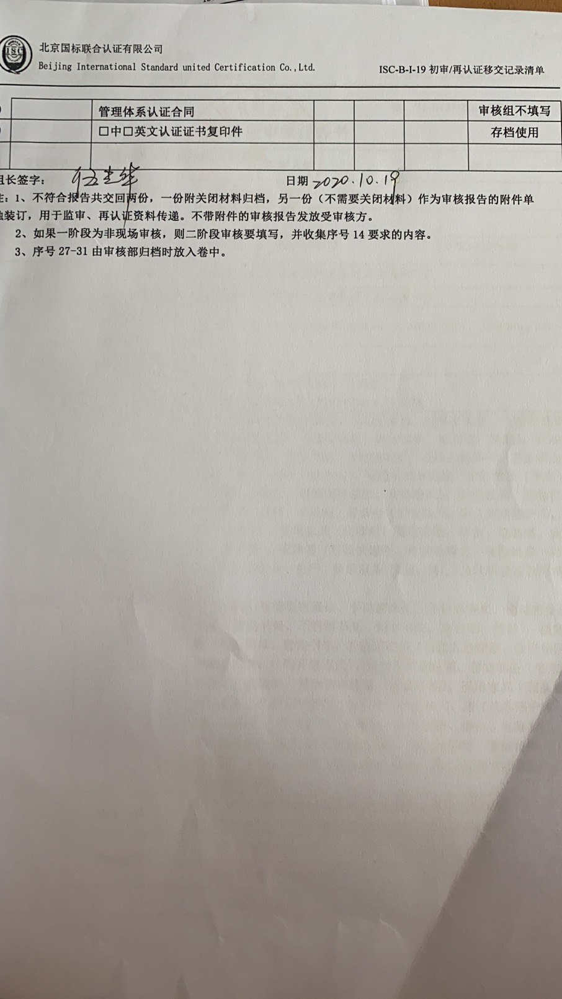 ISC
北京国标联合认证有限公司
Beijing International Standard united Certification Co.,Ltd.
ISC-B-I-19 初审/再认证移交记录清单
管理体系认证合同 审核组不填写
□中□英文认证证书复印件 存档使用
组长签字： 伍光华
日期 2020.10.19
注：1、不符合报告共交回两份，一份附关闭材料归档，另一份（不需要关闭材料）作为审核报告的附件单
独装订，用于监审、再认证资料传递。不带附件的审核报告发放受审核方。
2、如果一阶段为非现场审核，则二阶段审核要填写，并收集序号 14 要求的内容。
3、序号 27-31 由审核部归档时放入卷中。